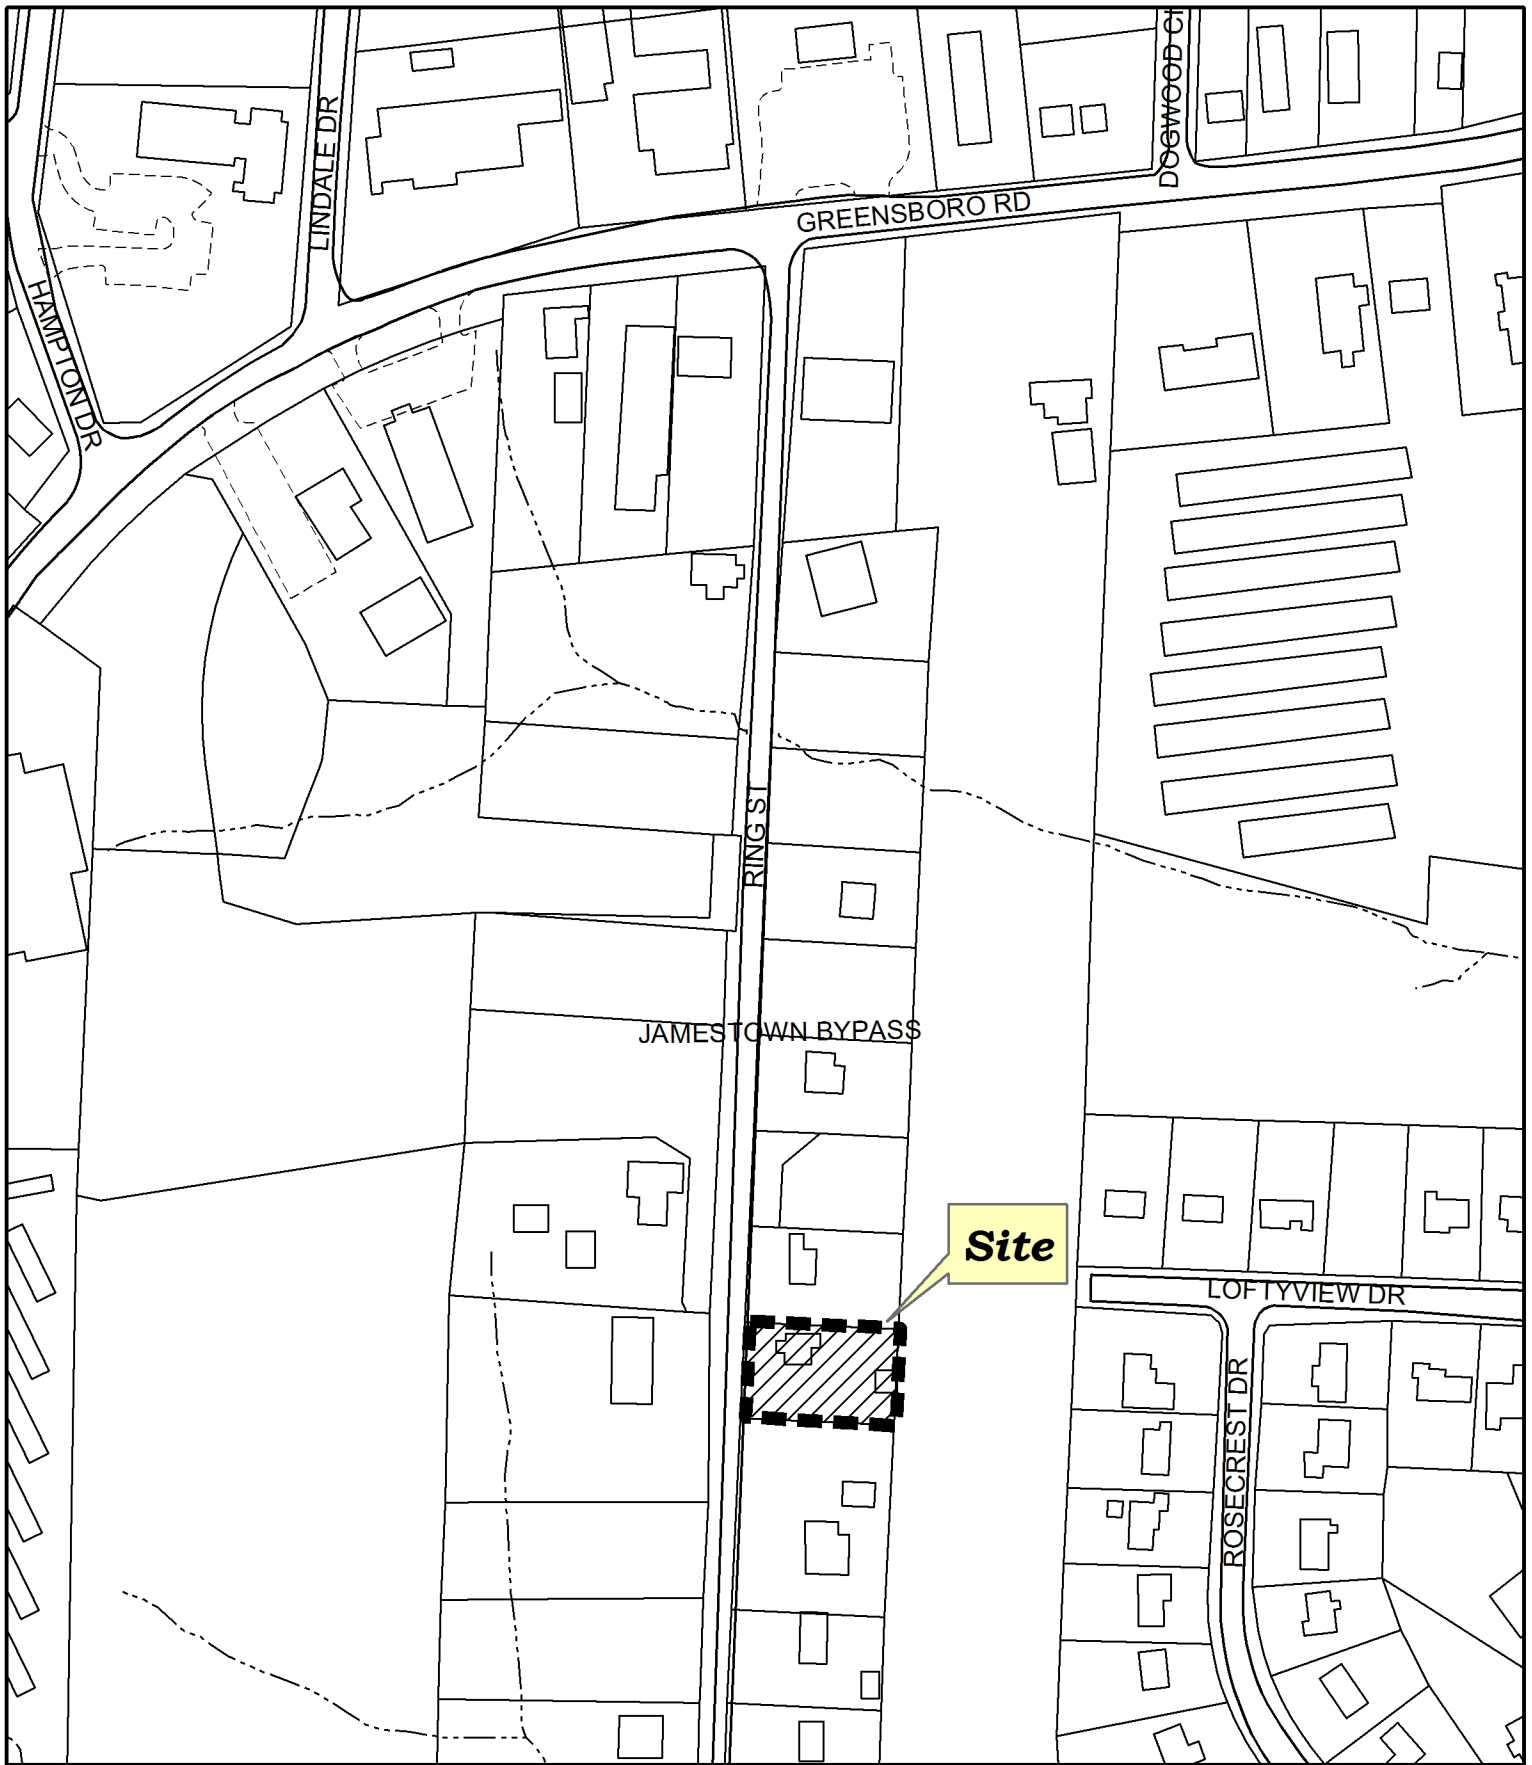 DOGWOOD CI
LINDALE DR
GREENSBORO RD
HAMPTON DR
RING ST
JAMESTOWN BYPASS
Site
LOFTYVIEW DR
ROSECREST DR